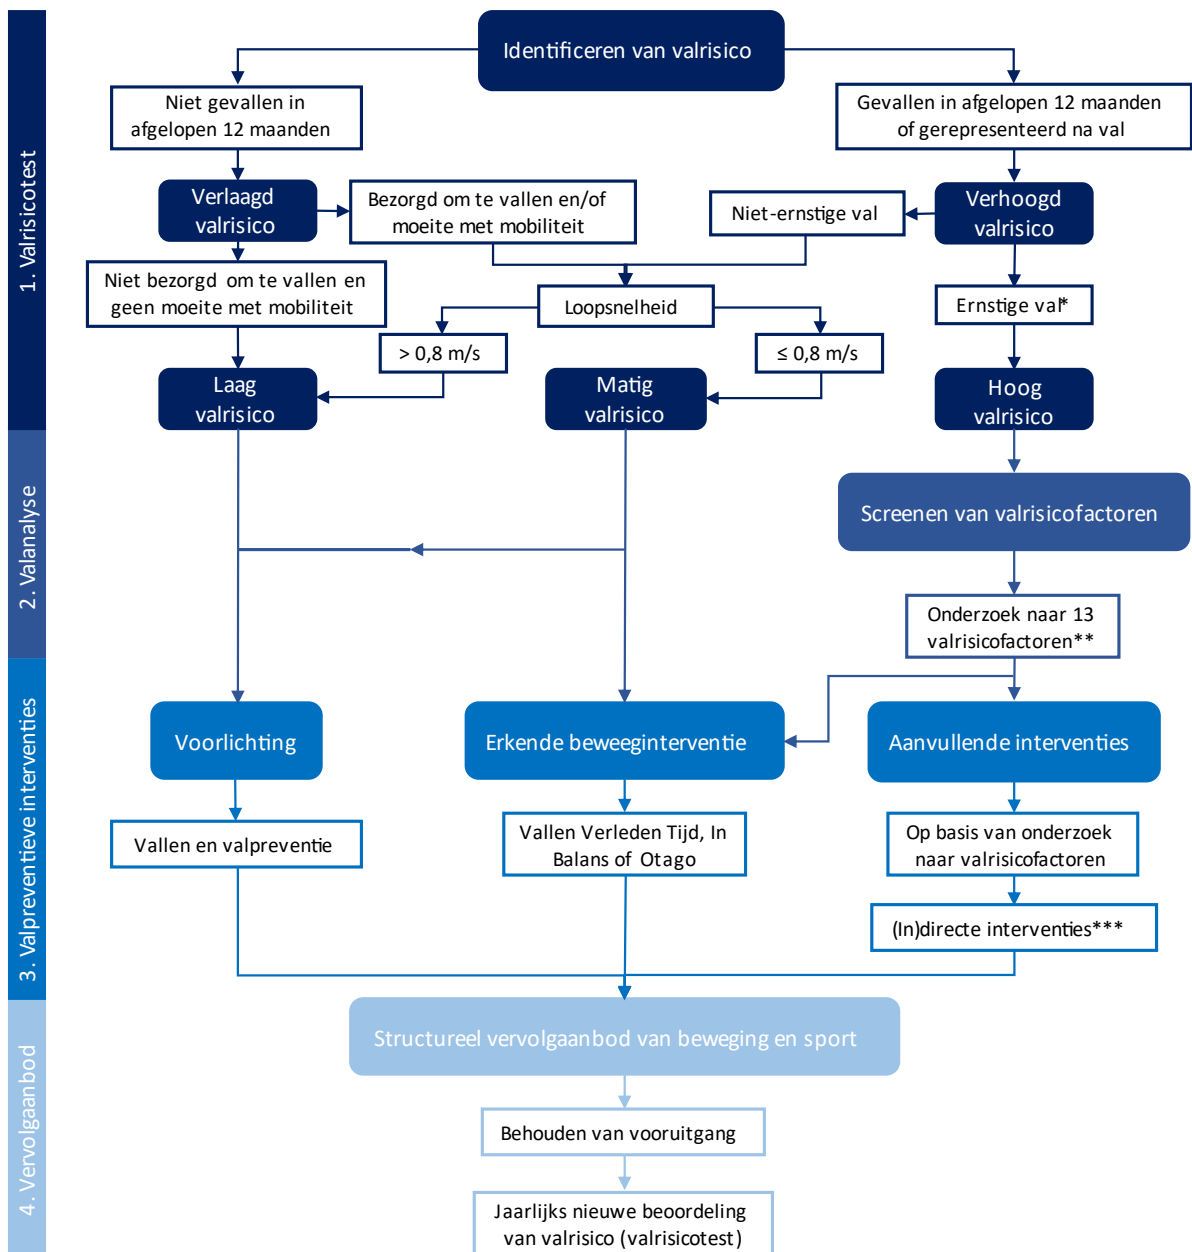 Identificeren van valrisico
Niet gevallen in
afgelopen 12 maanden
Gevallen in afgelopen 12 maanden
of gerepresenteerd na val
1. Valrisicotest
Verlaagd
valrisico
Bezorgd om te vallen en/of
moeite met mobiliteit
Niet-ernstige val
Verhoogd
valrisico
Niet bezorgd om te vallen en
geen moeite met mobiliteit
Loopsnelheid
Ernstige val*
> 0,8 m/s
≤ 0,8 m/s
Laag
valrisico
Matig
valrisico
Hoog
valrisico
2. Valanalyse
Screenen van valrisicofactoren
Onderzoek naar 13
valrisicofactoren**
3. Valpreventieve interventies
Voorlichting
Erkende beweeginterventie
Aanvullende interventies
Vallen en valpreventie
Vallen Verleden Tijd, In
Balans of Otago
Op basis van onderzoek
naar valrisicofactoren
(In)directe interventies***
4. Vervolgaanbod
Structureel vervolgaanbod van beweging en sport
Behouden van vooruitgang
Jaarlijks nieuwe beoordeling
van valrisico (valrisicotest)